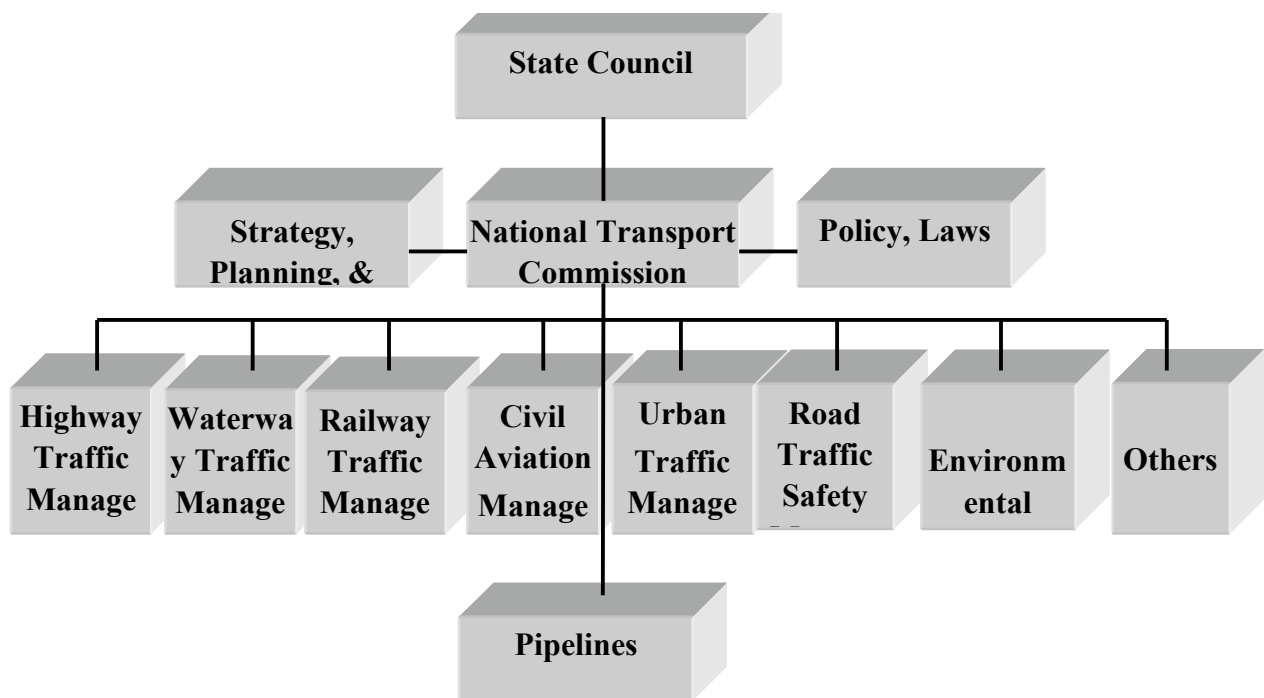 State Council
Strategy,
Planning, &
National Transport
Commission
Policy, Laws
Highway
Traffic
Manage
Waterwa
y Traffic
Manage
Railway
Traffic
Manage
Civil
Aviation
Manage
Urban
Traffic
Manage
Road
Traffic
Safety
Environm
ental
Others
Pipelines